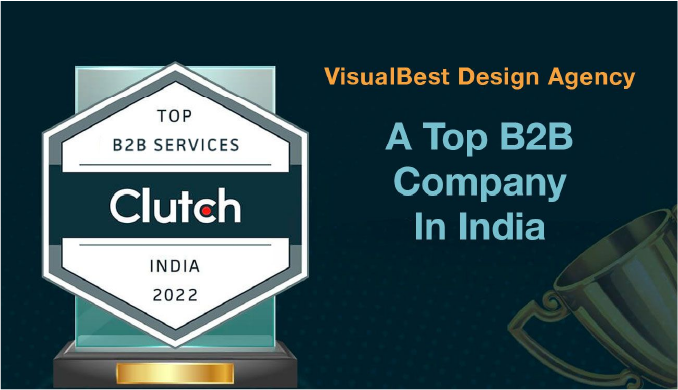 TOP
B2B SERVICES
Clutch
INDIA
2022
VisualBest Design Agency
A Top B2B
Company
In India